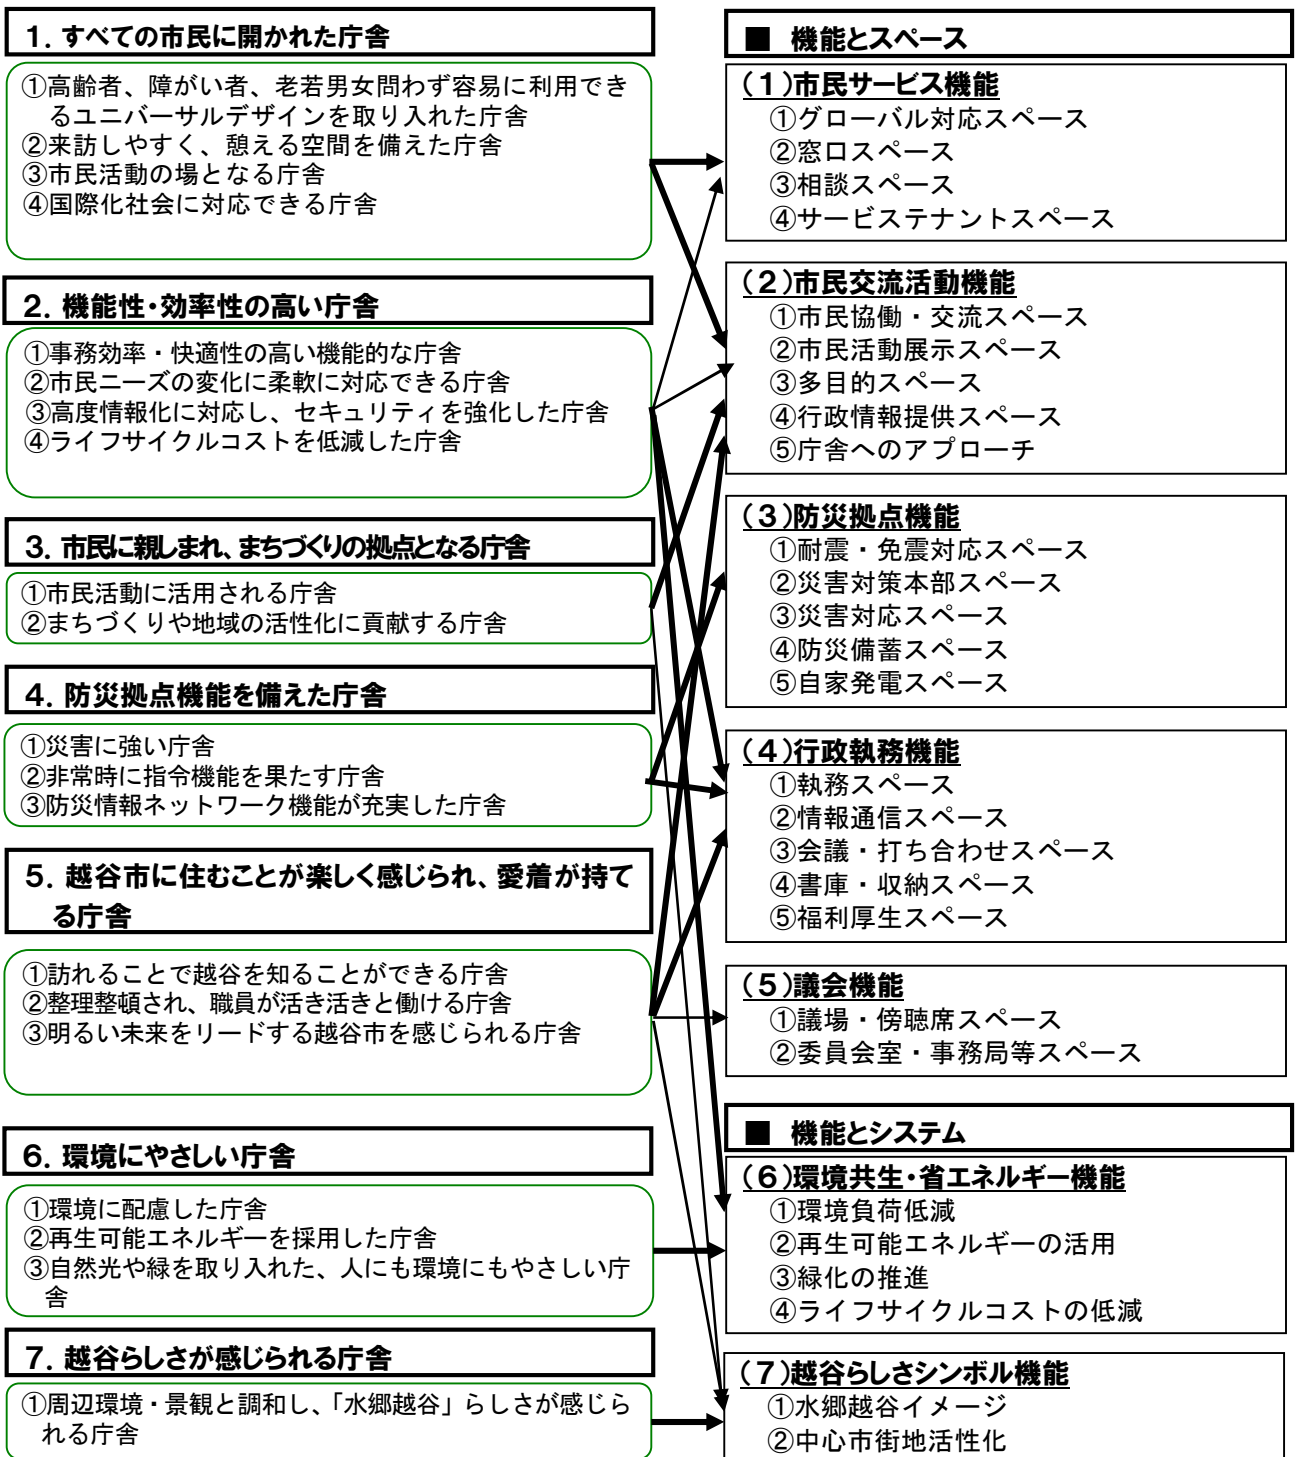 1．すべての市民に開かれた庁舎
①高齢者、障がい者、老若男女問わず容易に利用でき
るユニバーサルデザインを取り入れた庁舎
②来訪しやすく、憩える空間を備えた庁舎
③市民活動の場となる庁舎
④国際化社会に対応できる庁舎
2．機能性・効率性の高い庁舎
①事務効率・快適性の高い機能的な庁舎
②市民ニーズの変化に柔軟に対応できる庁舎
③高度情報化に対応し、セキュリティを強化した庁舎
④ライフサイクルコストを低減した庁舎
3．市民に親しまれ、まちづくりの拠点となる庁舎
①市民活動に活用される庁舎
②まちづくりや地域の活性化に貢献する庁舎
4．防災拠点機能を備えた庁舎
①災害に強い庁舎
②非常時に指令機能を果たす庁舎
③防災情報ネットワーク機能が充実した庁舎
5．越谷市に住むことが楽しく感じられ、愛着が持て
る庁舎
①訪れることで越谷を知ることができる庁舎
②整理整頓され、職員が活き活きと働ける庁舎
③明るい未来をリードする越谷市を感じられる庁舎
6．環境にやさしい庁舎
①環境に配慮した庁舎
②再生可能エネルギーを採用した庁舎
③自然光や緑を取り入れた、人にも環境にもやさしい庁
舎
7．越谷らしさが感じられる庁舎
①周辺環境・景観と調和し、「水郷越谷」らしさが感じら
れる庁舎
■ 機能とスペース
（1）市民サービス機能
①グローバル対応スペース
②窓口スペース
③相談スペース
④サービステナントスペース
（2）市民交流活動機能
①市民協働・交流スペース
②市民活動展示スペース
③多目的スペース
④行政情報提供スペース
⑤庁舎へのアプローチ
（3）防災拠点機能
①耐震・免震対応スペース
②災害対策本部スペース
③災害対応スペース
④防災備蓄スペース
⑤自家発電スペース
（4）行政執務機能
①執務スペース
②情報通信スペース
③会議・打ち合わせスペース
④書庫・収納スペース
⑤福利厚生スペース
（5）議会機能
①議場・傍聴席スペース
②委員会室・事務局等スペース
■ 機能とシステム
（6）環境共生・省エネルギー機能
①環境負荷低減
②再生可能エネルギーの活用
③緑化の推進
④ライフサイクルコストの低減
（7）越谷らしさシンボル機能
①水郷越谷イメージ
②中心市街地活性化